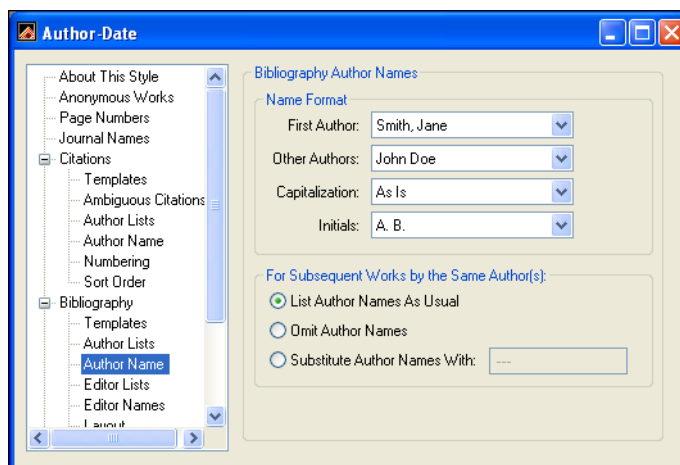 Author-Date
About This Style
Anonymous Works
Page Numbers
Journal Names
Citations
Templates
Ambiguous Citations
Author Lists
Author Name
Numbering
Sort Order
Bibliography
Templates
Author Lists
Author Name
Editor Lists
Editor Names
Layout
Bibliography Author Names
Name Format
First Author: Smith, Jane
Other Authors: John Doe
Capitalization: As Is
Initials: A. B.
For Subsequent Works by the Same Author(s):
List Author Names As Usual
Omit Author Names
Substitute Author Names With: ---